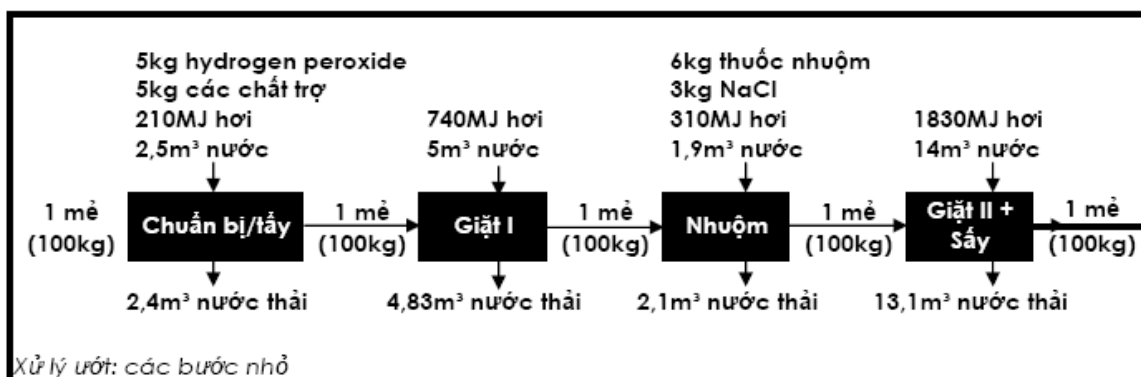 5kg hydrogen peroxide
5kg các chất trợ
210MJ hơi
2,5m³ nước
740MJ hơi
5m³ nước
6kg thuốc nhuộm
3kg NaCl
310MJ hơi
1,9m³ nước
1830MJ hơi
14m³ nước
1 mẻ
(100kg)
Chuẩn bị/tẩy
1 mẻ
(100kg)
Giặt I
1 mẻ
(100kg)
Nhuộm
1 mẻ
(100kg)
Giặt II +
Sấy
1 mẻ
(100kg)
2,4m³ nước thải
4,83m³ nước thải
2,1m³ nước thải
13,1m³ nước thải
Xử lý ướt: các bước nhỏ